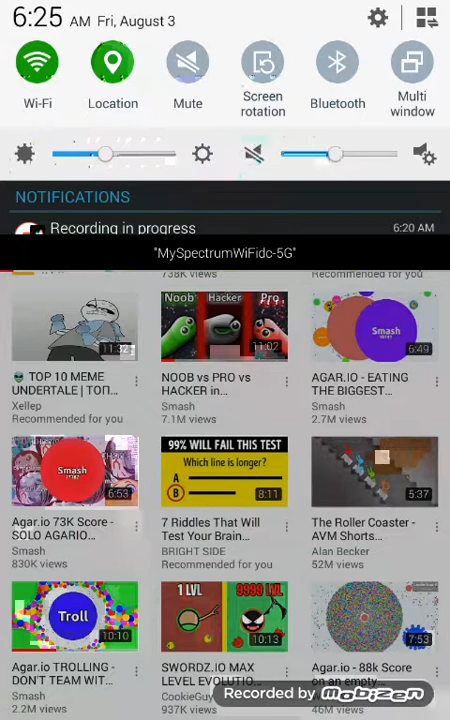 6:25 AM Fri, August 3
Wi-Fi
Location
Mute
Screen
rotation
Bluetooth
Multi
window
NOTIFICATIONS
Recording in progress
6:20 AM
"MySpectrumWiFidc-5G"
738K views
Recommended for you
11:32
Noob Hacker Pro
11:02
Smash
6:49
TOP 10 MEME
UNDERTALE | ТОП...
Xellep
Recommended for you
NOOB vs PRO vs
HACKER in...
Smash
7.1M views
AGAR.IO - EATING
THE BIGGEST...
Smash
2.7M views
Smash
6:53
99% WILL FAIL THIS TEST
Which line is longer?
A
B
8:11
5:37
Agar.io 73K Score -
SOLO AGARIO...
Smash
830K views
7 Riddles That Will
Test Your Brain...
BRIGHT SIDE
Recommended for you
The Roller Coaster -
AVM Shorts...
Alan Becker
52M views
Troll
10:10
1 LVL 9999 LVL
10:13
7:53
Agar.io TROLLING -
DON'T TEAM WIT...
Smash
2.2M views
SWORDZ.IO MAX
LEVEL EVOLUTIO...
CookieGuy
937K views
Agar.io - 88k Score
on an empty...
46M views
Recorded by Mobizen